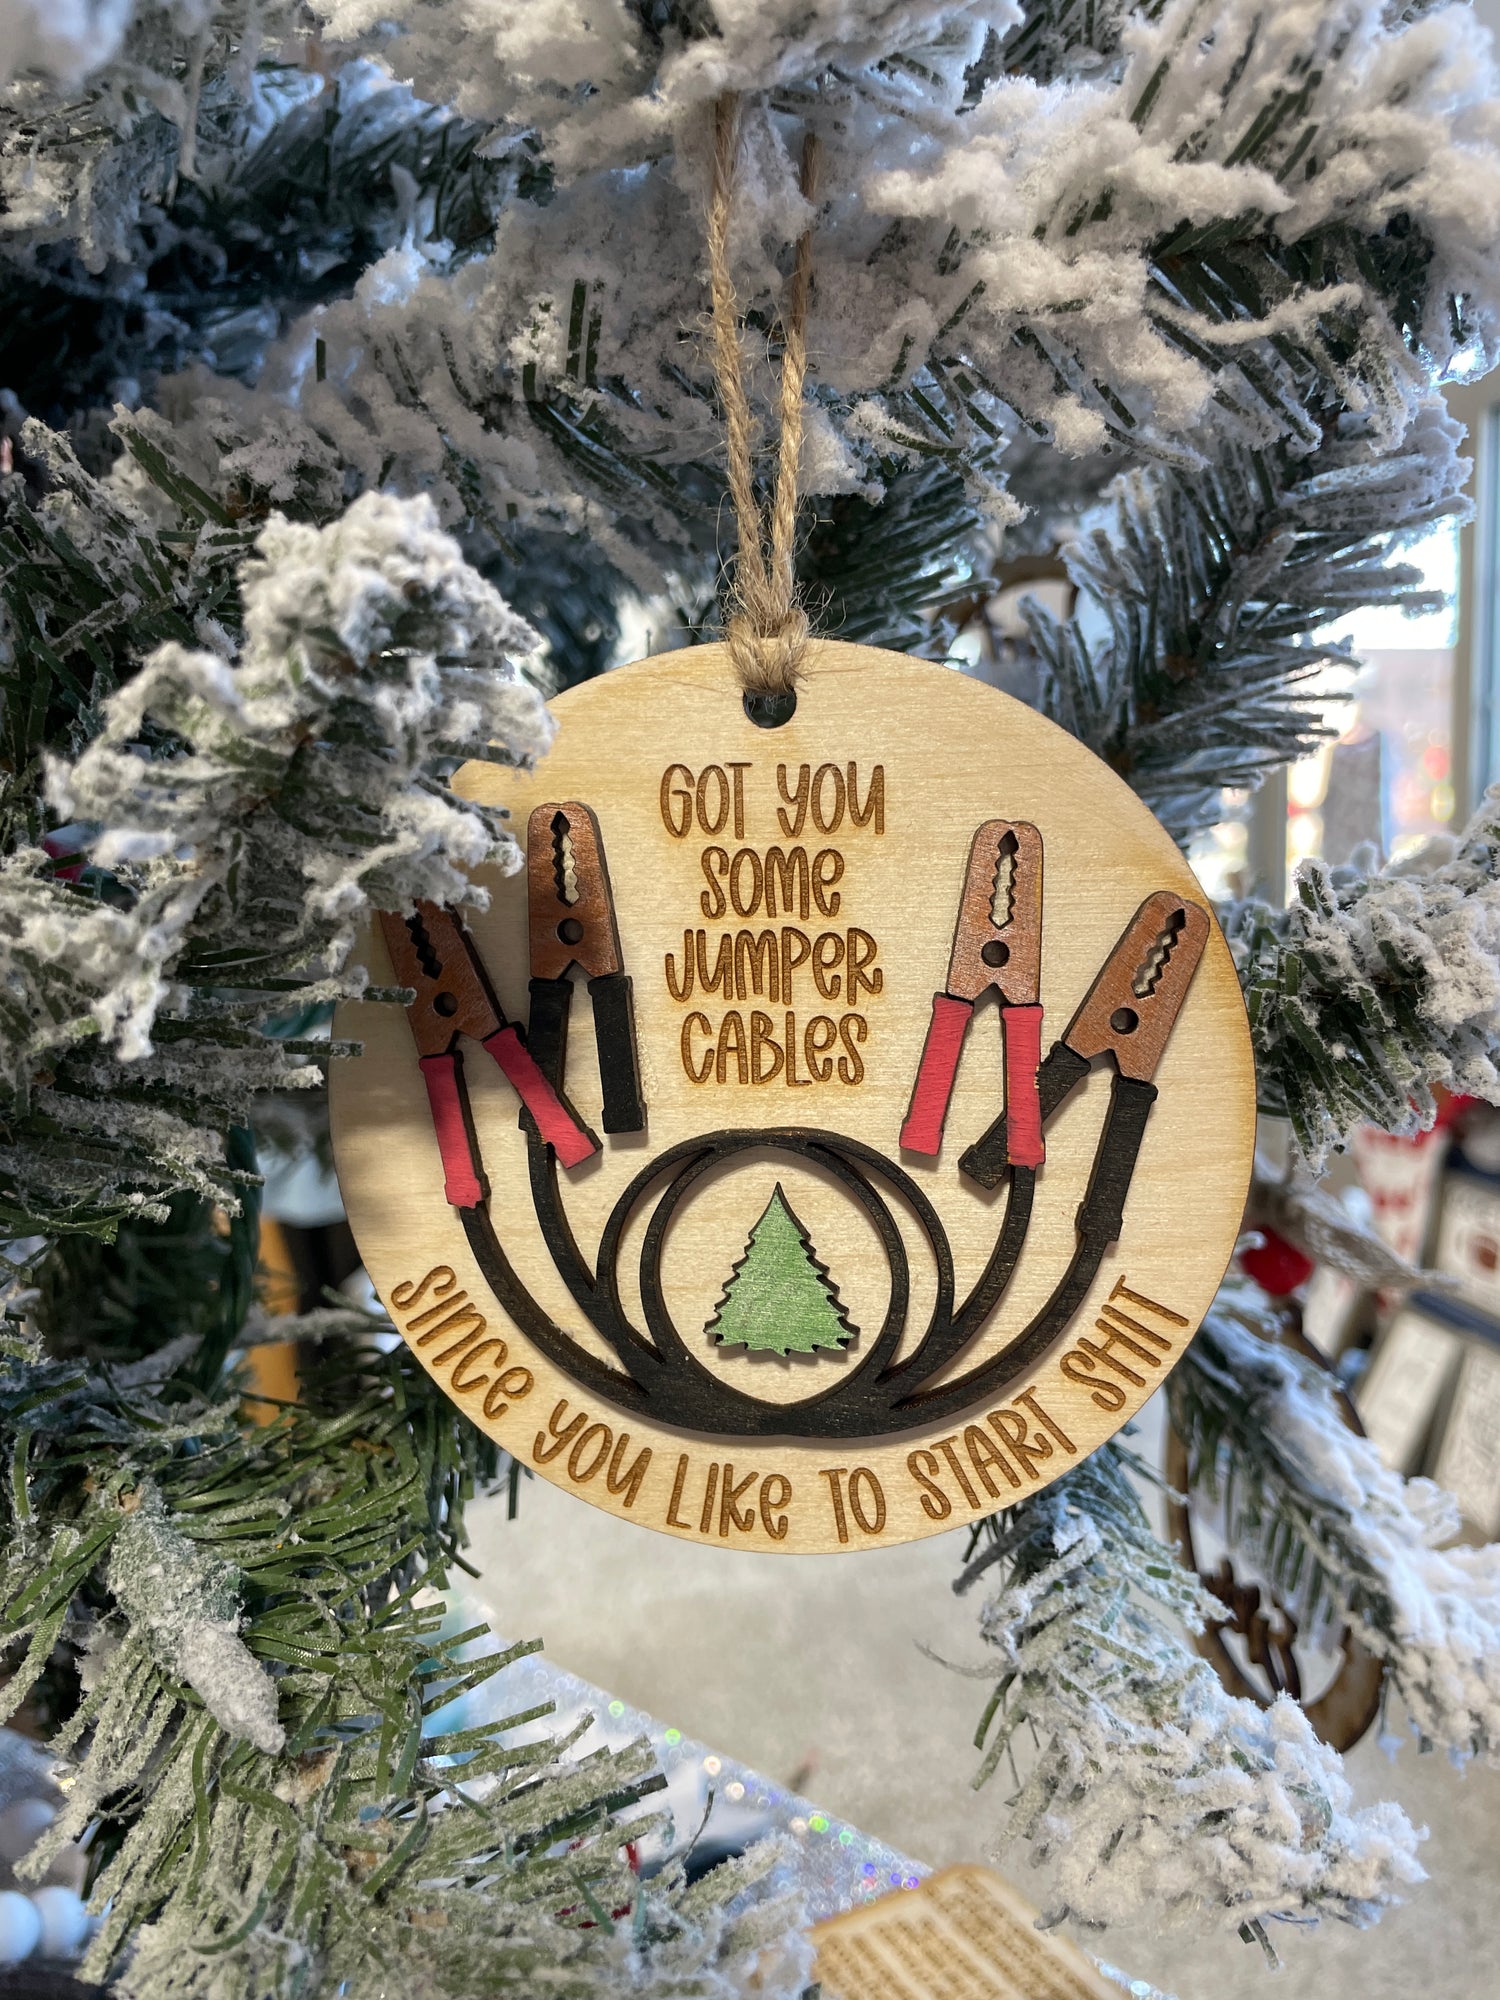 GOT YOU
SOME
JUMPER
CABLES
SINCE YOU LIKE TO START SHIT